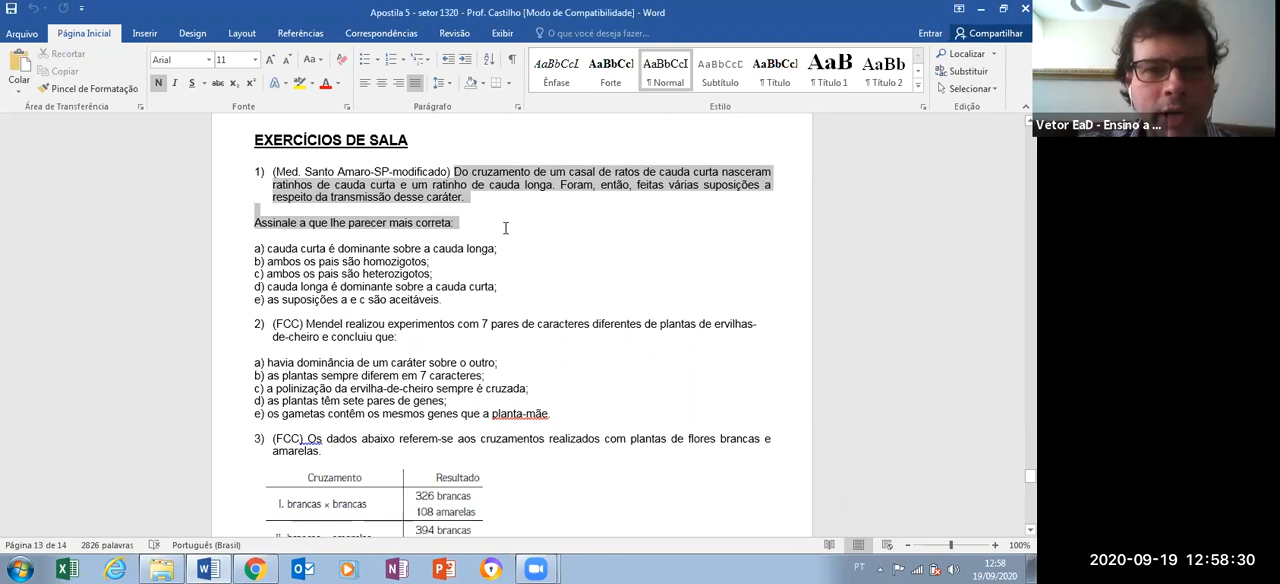 Apostila 5 - setor 1320 - Prof. Castilho [Modo de Compatibilidade] - Word
Arquivo Página Inicial Inserir Design Layout Referências Correspondências Revisão Exibir O que você deseja fazer... Entrar Compartilhar
Colar
Recortar
Copiar
Pincel de Formatação
Área de Transferência
Arial 11
N I S abc x₂ x² A A
Aa
Fonte
Parágrafo
AaBbCcI AaBbCcl AaBbCcI AaBbCcD AaBbCcl AaBb AaBb
Ênfase Forte ¶ Normal Subtítulo ¶ Título ¶ Título 1 ¶ Título 2
Estilo
Localizar
Substituir
Selecionar
Edição
Vetor EaD - Ensino a ...
EXERCÍCIOS DE SALA
1) (Med. Santo Amaro-SP-modificado) Do cruzamento de um casal de ratos de cauda curta nasceram
ratinhos de cauda curta e um ratinho de cauda longa. Foram, então, feitas várias suposições a
respeito da transmissão desse caráter.
Assinale a que lhe parecer mais correta:
a) cauda curta é dominante sobre a cauda longa;
b) ambos os pais são homozigotos;
c) ambos os pais são heterozigotos;
d) cauda longa é dominante sobre a cauda curta;
e) as suposições a e c são aceitáveis.
2) (FCC) Mendel realizou experimentos com 7 pares de caracteres diferentes de plantas de ervilhas-
de-cheiro e concluiu que:
a) havia dominância de um caráter sobre o outro;
b) as plantas sempre diferem em 7 caracteres;
c) a polinização da ervilha-de-cheiro sempre é cruzada;
d) as plantas têm sete pares de genes;
e) os gametas contêm os mesmos genes que a planta-mãe.
3) (FCC) Os dados abaixo referem-se aos cruzamentos realizados com plantas de flores brancas e
amarelas.
Cruzamento Resultado
I. brancas × brancas
326 brancas
108 amarelas
394 brancas
Página 13 de 14 2826 palavras Português (Brasil) 100%
PT 12:58
19/09/2020
2020-09-19 12:58:30